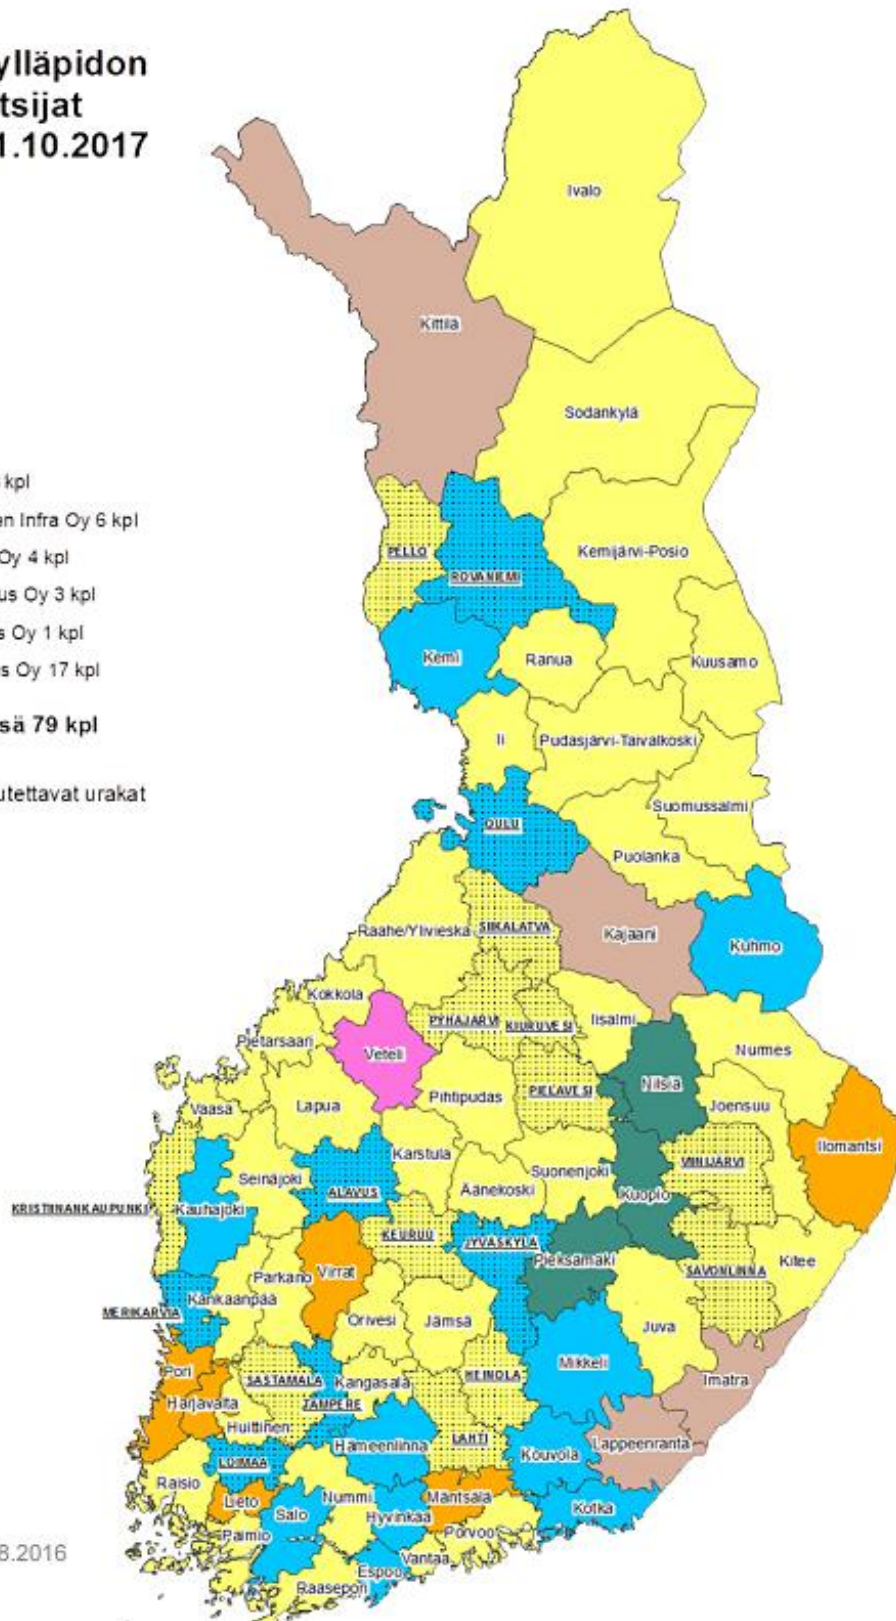 ylläpidon
tsijat
1.10.2017
kpl
en Infra Oy 6 kpl
Oy 4 kpl
us Oy 3 kpl
s Oy 1 kpl
s Oy 17 kpl
sä 79 kpl
utettavat urakat
Ivalo
Kittilä
Sodankylä
PELLO
ROVANIEMI
Kemijärvi-Posio
Kemi
Ranua
Kuusamo
Ii
Pudasjärvi-Taivalkoski
OULU
Suomussalmi
Puolanka
Raahe/Ylivieska
SIIKALATVA
Kajaani
Kuhmo
Kokkola
PYHÄJÄRVI
KIURUVESI
Iisalmi
Pietarsaari
Veteli
Nurmes
Nilsiä
Pihtipudas
PIELAVESI
Vaasa
Lapua
Joensuu
Ilomantsi
Karstula
Seinäjoki
Suonenjoki
VIINIJÄRVI
ALAVUS
Äänekoski
Kuopio
KRISTIINANKAUPUNKI
Kauhajoki
KEURUU
JYVÄSKYLÄ
Pieksämäki
SAVONLINNA
Kitee
Parkano
Virrat
Kankaanpää
MERIKARVIA
Orivesi
Jämsä
Juva
Mikkeli
Pori
SASTAMALA
Kangasala
HEINOLA
Imatra
Harjavalta
TAMPERE
Huittinen
Hämeenlinna
LAHTI
Lappeenranta
Kouvola
LOIMAA
Raisio
Lieto
Nummi
Mäntsälä
Salo
Hyvinkää
Kotka
Paimio
Porvoo
8.2016
Vantaa
Espoo
Raasepori